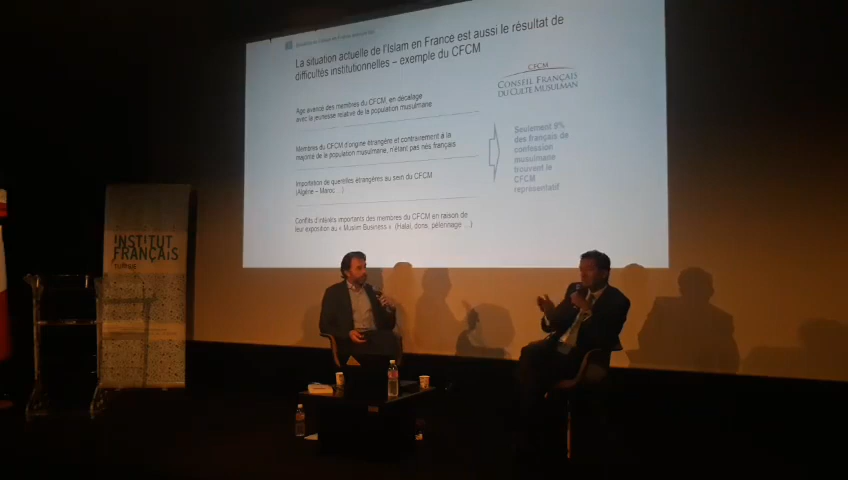 La situation actuelle de l'Islam en France est aussi le résultat de
difficultés institutionnelles – exemple du CFCM
CFCM
CONSEIL FRANÇAIS
DU CULTE MUSULMAN
Age avancé des membres du CFCM, en décalage
avec la jeunesse relative de la population musulmane
Membres du CFCM d'origine étrangère et contrairement à la
majorité de la population musulmane, n'étant pas nés français
Importation de querelles étrangères au sein du CFCM
(Algérie – Maroc ...)
Conflits d'intérêts importants des membres du CFCM en raison de
leur exposition au « Muslim Business » (Halal, dons, pèlerinage ...)
Seulement 9%
des français de
confession
musulmane
trouvent le
CFCM
représentatif
INSTITUT
FRANÇAIS